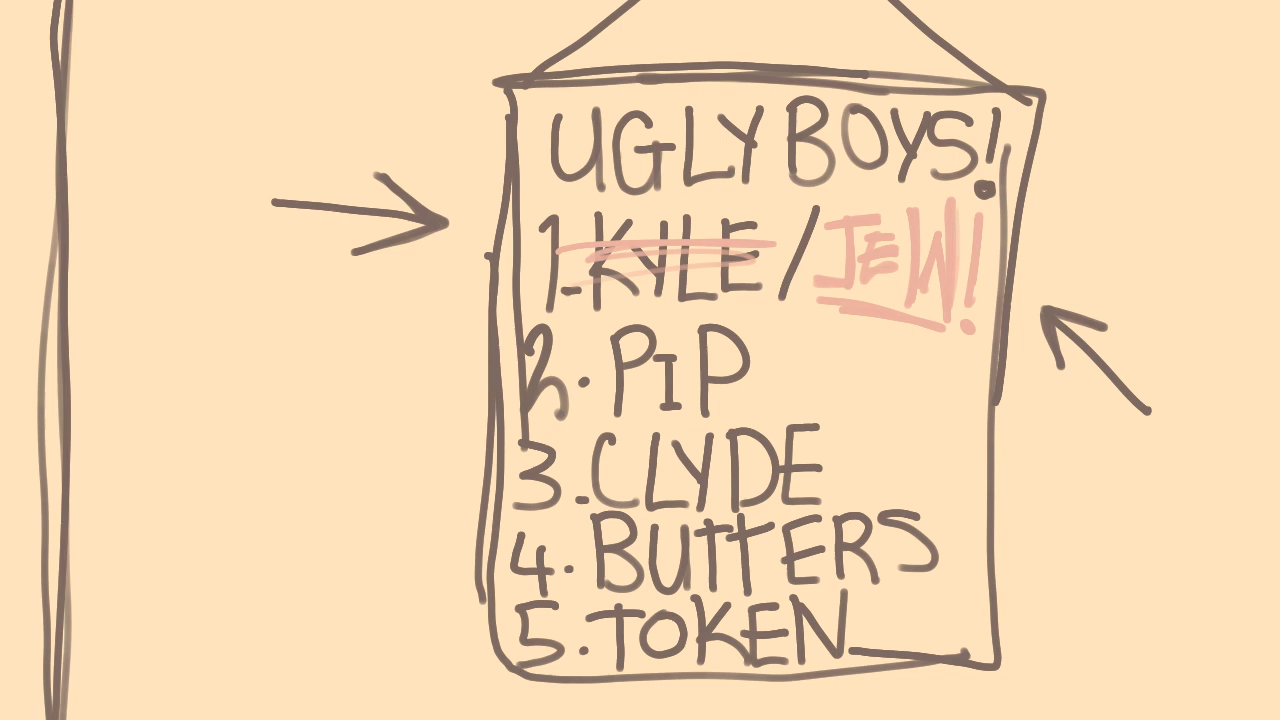 UGLY BOYS!
1. KYLE / JEW!
2. PIP
3. CLYDE
4. BUTTERS
5. TOKEN